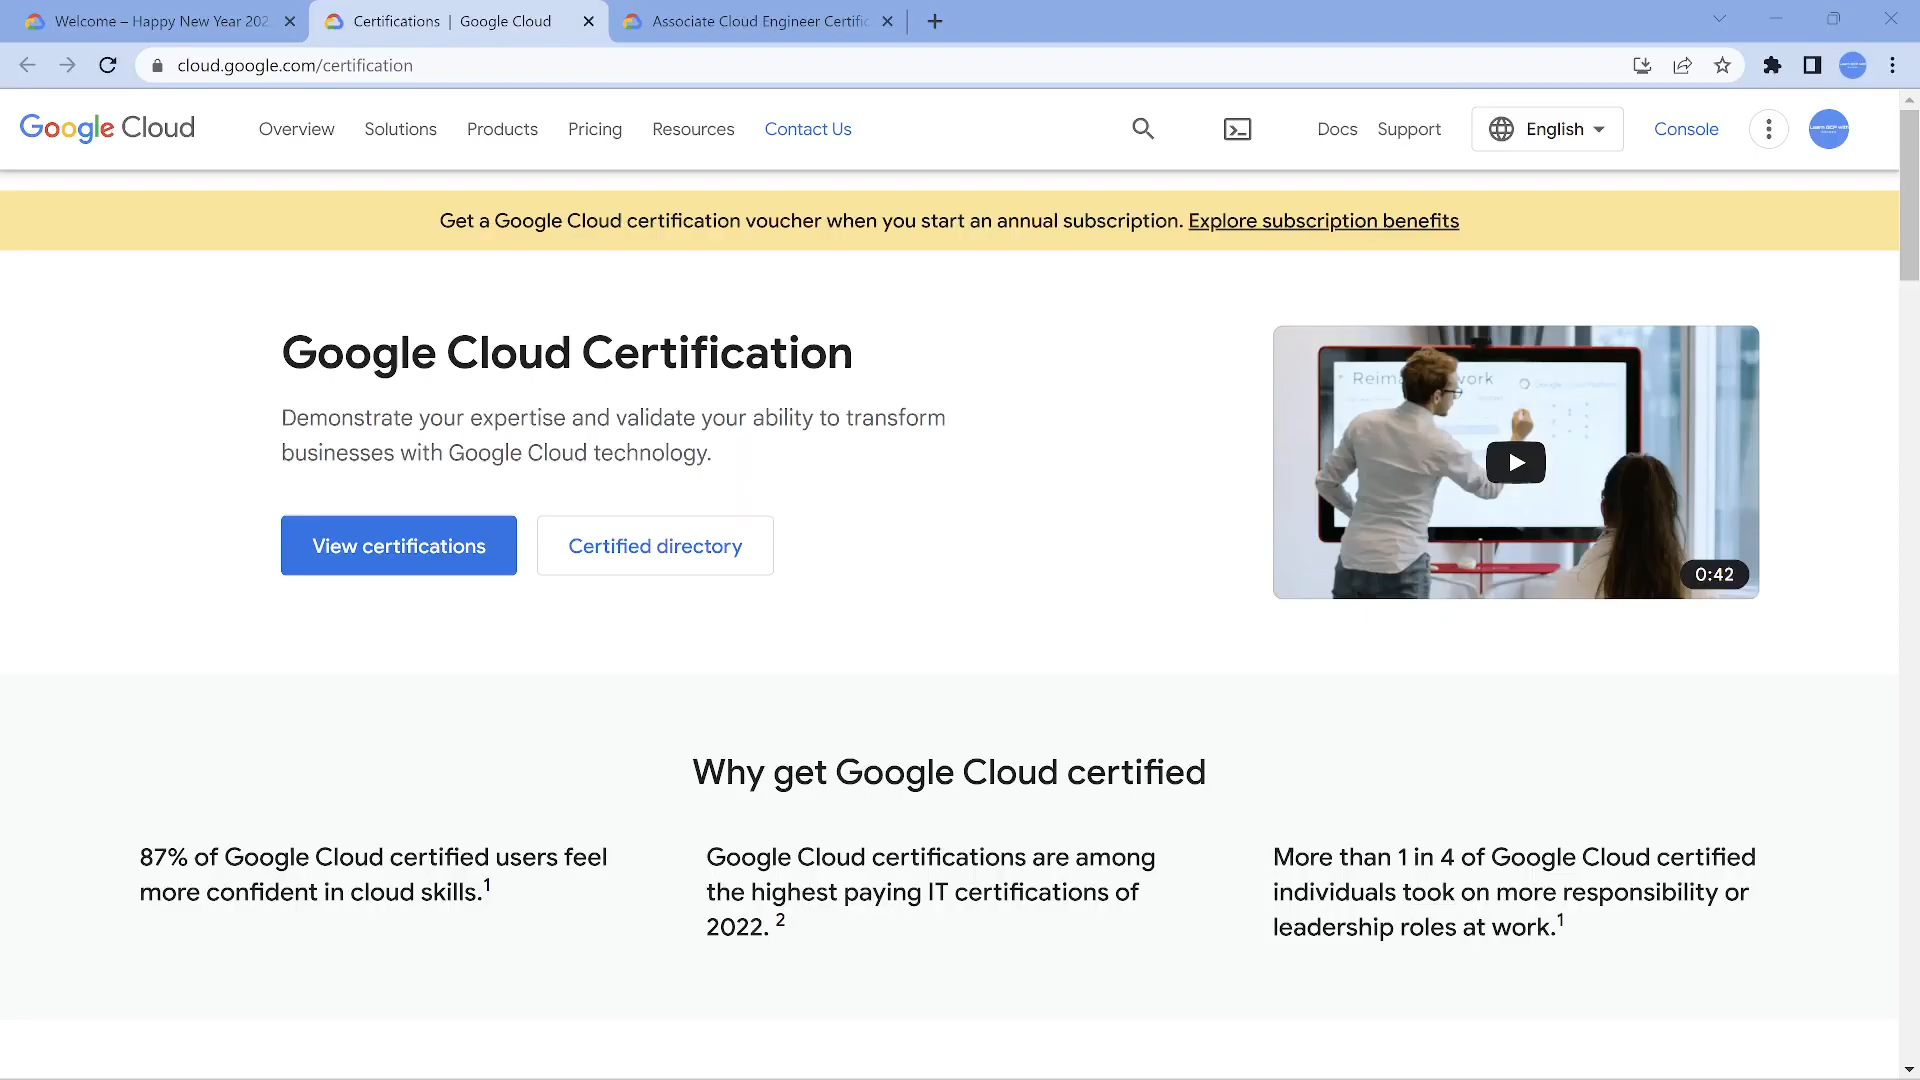 Welcome – Happy New Year 202
Certifications | Google Cloud
Associate Cloud Engineer Certific
cloud.google.com/certification
Google Cloud
Overview
Solutions
Products
Pricing
Resources
Contact Us
Docs
Support
English
Console
Get a Google Cloud certification voucher when you start an annual subscription. Explore subscription benefits
Google Cloud Certification
Demonstrate your expertise and validate your ability to transform
businesses with Google Cloud technology.
View certifications
Certified directory
0:42
Why get Google Cloud certified
87% of Google Cloud certified users feel
more confident in cloud skills.1
Google Cloud certifications are among
the highest paying IT certifications of
2022. 2
More than 1 in 4 of Google Cloud certified
individuals took on more responsibility or
leadership roles at work.1